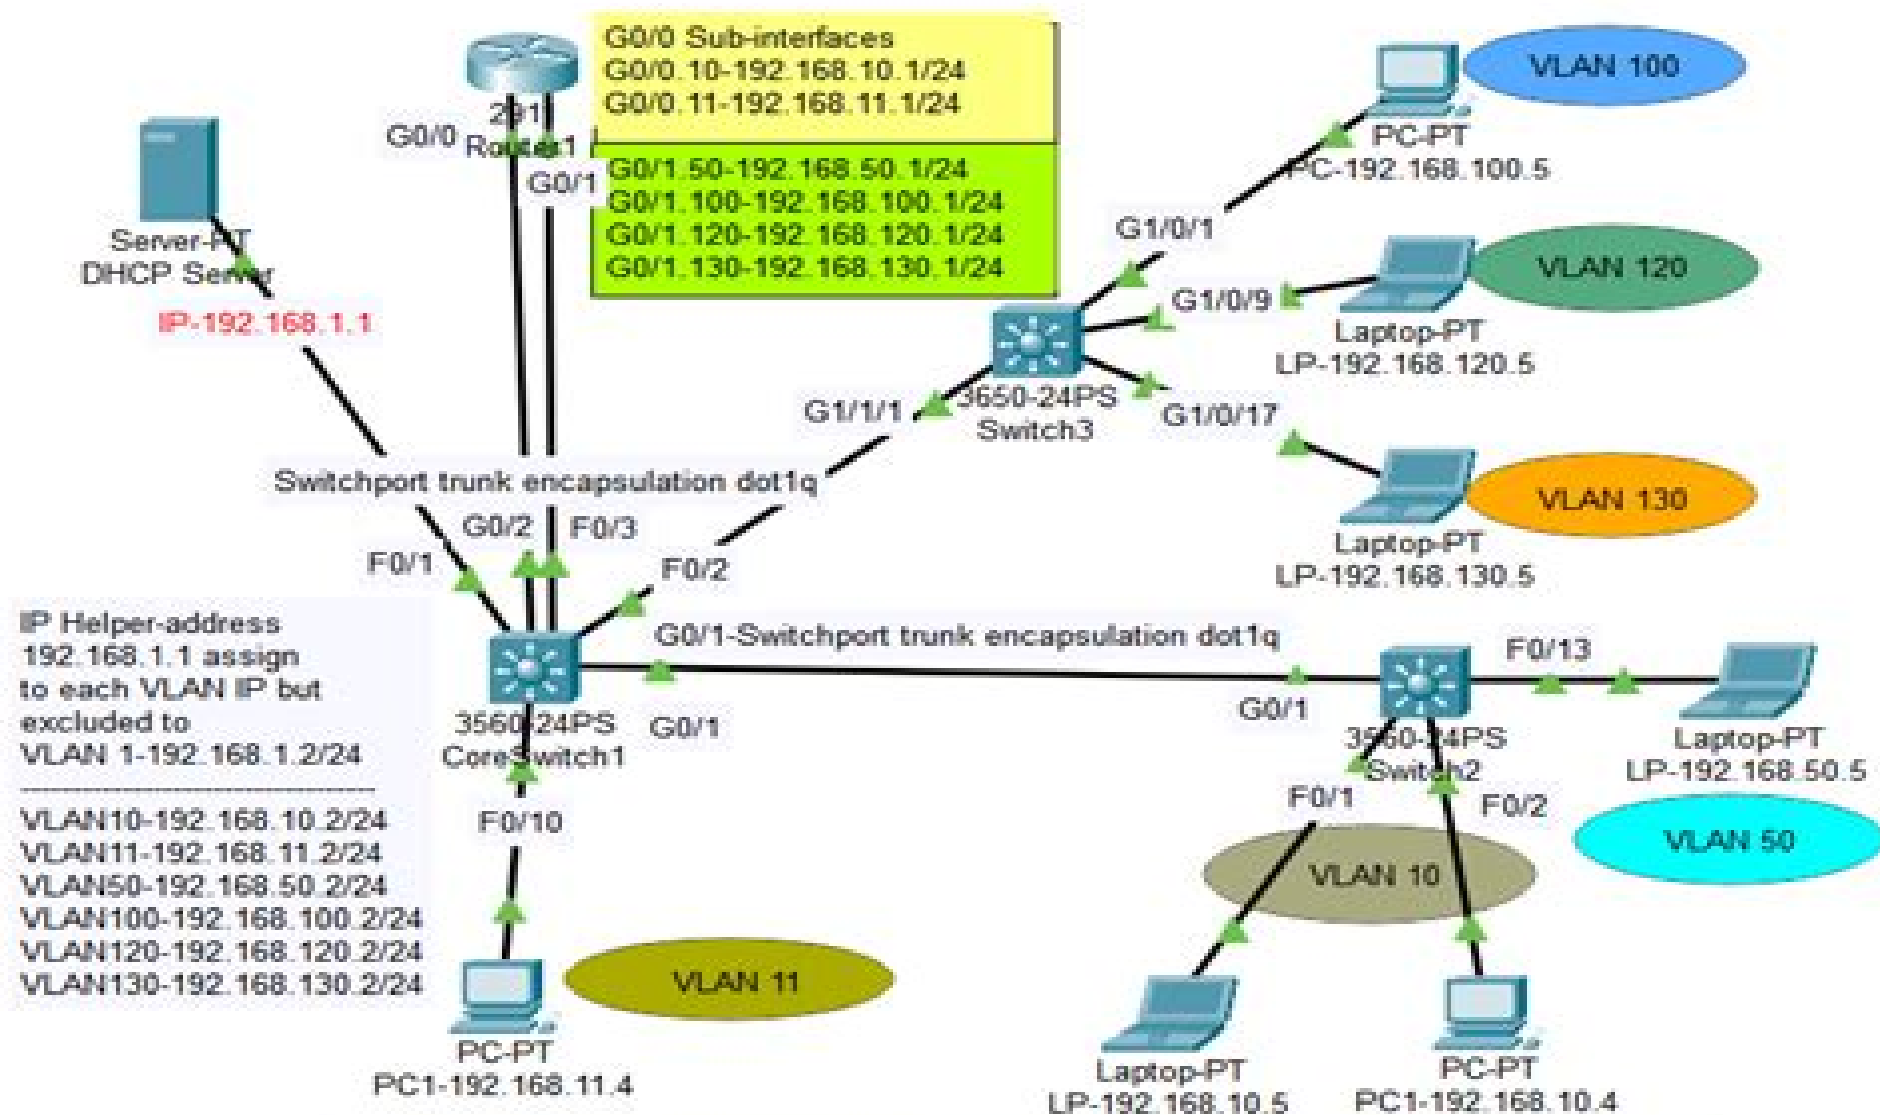 G0/0 Sub-interfaces
G0/0.10-192.168.10.1/24
G0/0.11-192.168.11.1/24
G0/1.50-192.168.50.1/24
G0/1.100-192.168.100.1/24
G0/1.120-192.168.120.1/24
G0/1.130-192.168.130.1/24
G0/0
G0/1
Router1
Server-PT
DHCP Server
IP-192.168.1.1
VLAN 100
PC-PT
PC-192.168.100.5
G1/0/1
VLAN 120
G1/0/9
Laptop-PT
LP-192.168.120.5
3650-24PS
Switch3
G1/1/1
G1/0/17
VLAN 130
Laptop-PT
LP-192.168.130.5
Switchport trunk encapsulation dot1q
G0/2
F0/3
F0/1
F0/2
G0/1-Switchport trunk encapsulation dot1q
IP Helper-address
192.168.1.1 assign
to each VLAN IP but
excluded to
VLAN 1-192.168.1.2/24
-----------------------------------
VLAN10-192.168.10.2/24
VLAN11-192.168.11.2/24
VLAN50-192.168.50.2/24
VLAN100-192.168.100.2/24
VLAN120-192.168.120.2/24
VLAN130-192.168.130.2/24
3560-24PS
CoreSwitch1
G0/1
F0/10
VLAN 11
PC-PT
PC1-192.168.11.4
G0/1
3560-24PS
Switch2
F0/13
Laptop-PT
LP-192.168.50.5
VLAN 50
F0/1
F0/2
VLAN 10
Laptop-PT
LP-192.168.10.5
PC-PT
PC1-192.168.10.4